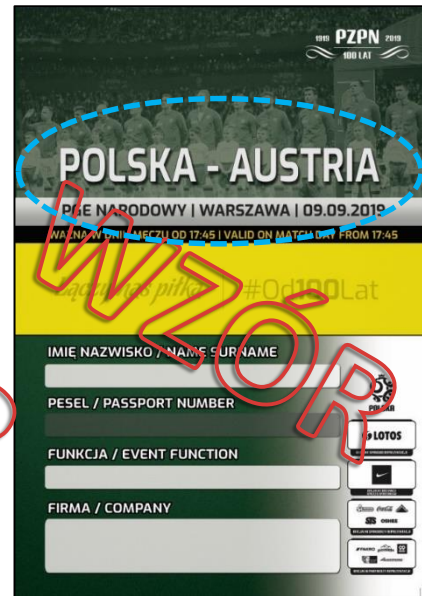 1919 PZPN 2019
100 LAT
POLSKA - AUSTRIA
PGE NARODOWY | WARSZAWA | 09.09.2019
WAŻNA W DNIU MECZU OD 17:45 | VALID ON MATCH DAY FROM 17:45
Łączy nas piłka | #Od100Lat
WZÓR
IMIĘ NAZWISKO / NAME SURNAME
PESEL / PASSPORT NUMBER
POLSKA
LOTOS
FUNKCJA / EVENT FUNCTION
FIRMA / COMPANY
OSHEE